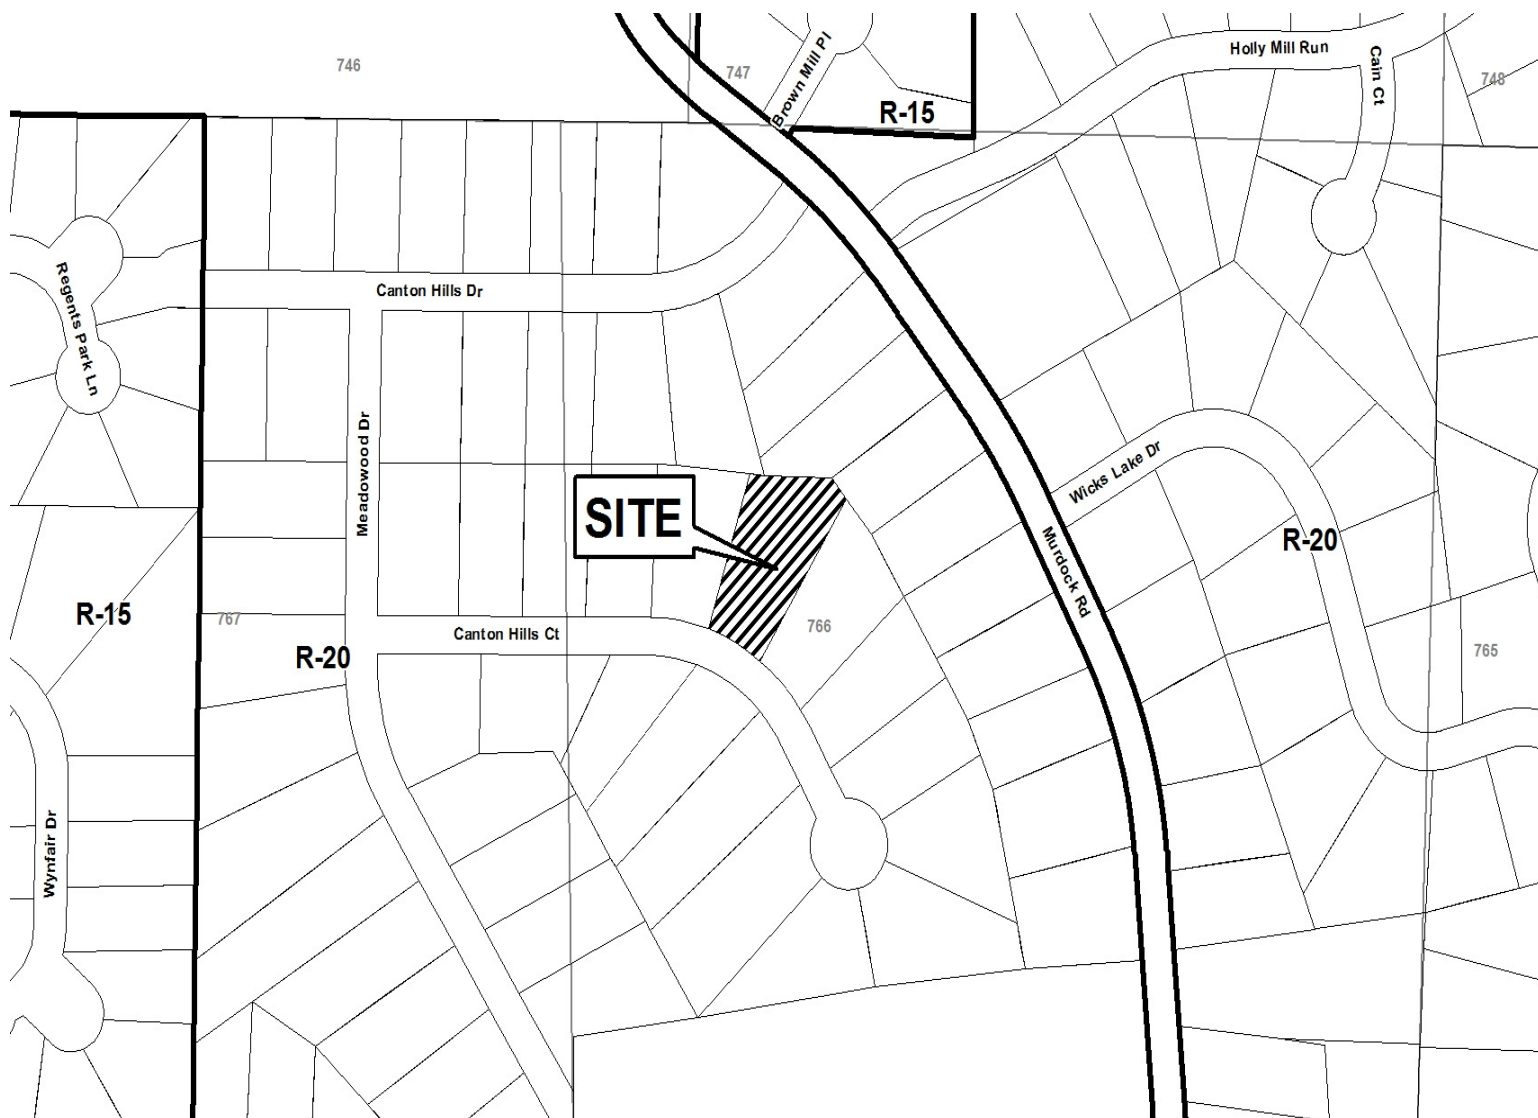 Holly Mill Run
746
747
Brown Mill Pl
Cain Ct
748
R-15
Regents Park Ln
Canton Hills Dr
Meadowood Dr
Wicks Lake Dr
SITE
R-20
Murdock Rd
R-15
767
766
Canton Hills Ct
R-20
765
Wynfair Dr